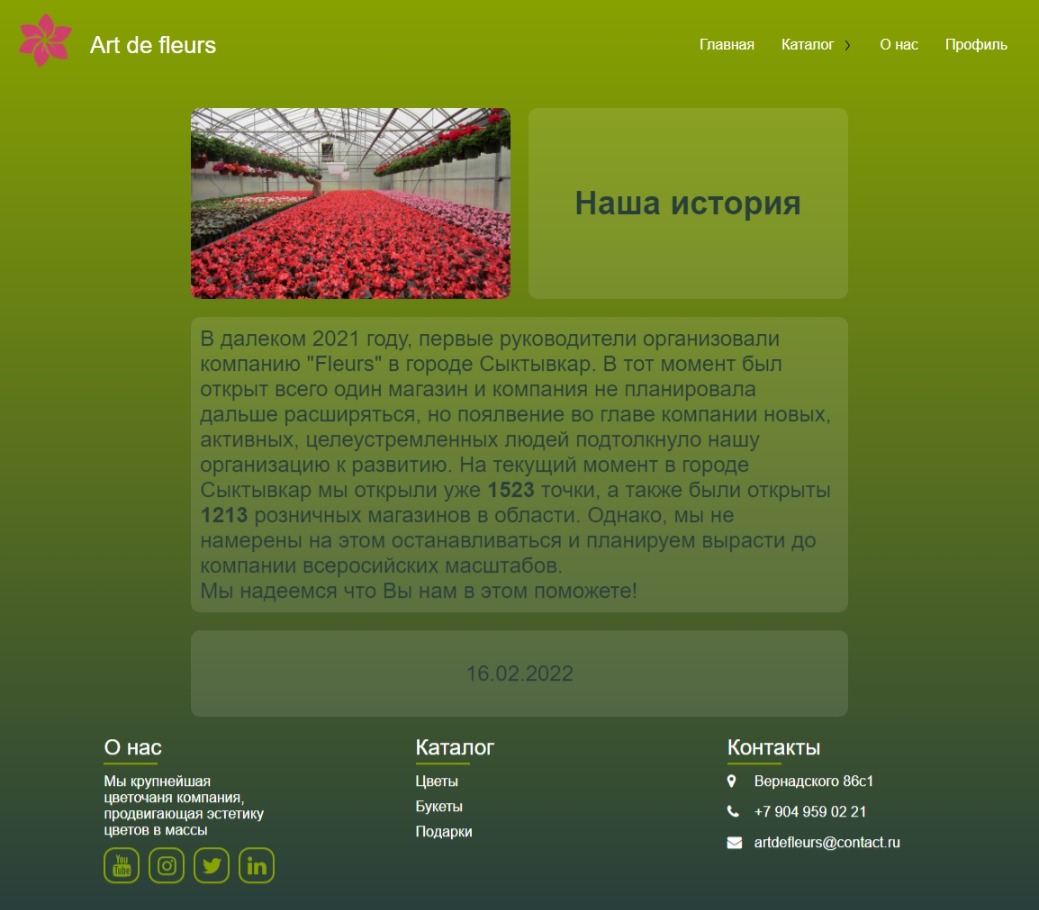 Art de fleurs
Главная Каталог О нас Профиль
Наша история
В далеком 2021 году, первые руководители организовали
компанию "Fleurs" в городе Сыктывкар. В тот момент был
открыт всего один магазин и компания не планировала
дальше расширяться, но поялвение во главе компании новых,
активных, целеустремленных людей подтолкнуло нашу
организацию к развитию. На текущий момент в городе
Сыктывкар мы открыли уже 1523 точки, а также были открыты
1213 розничных магазинов в области. Однако, мы не
намерены на этом останавливаться и планируем вырасти до
компании всеросийских масштабов.
Мы надеемся что Вы нам в этом поможете!
16.02.2022
О нас
Мы крупнейшая
цветочаня компания,
продвигающая эстетику
цветов в массы
You
Tube
in
Каталог
Цветы
Букеты
Подарки
Контакты
Вернадского 86с1
+7 904 959 02 21
artdefleurs@contact.ru